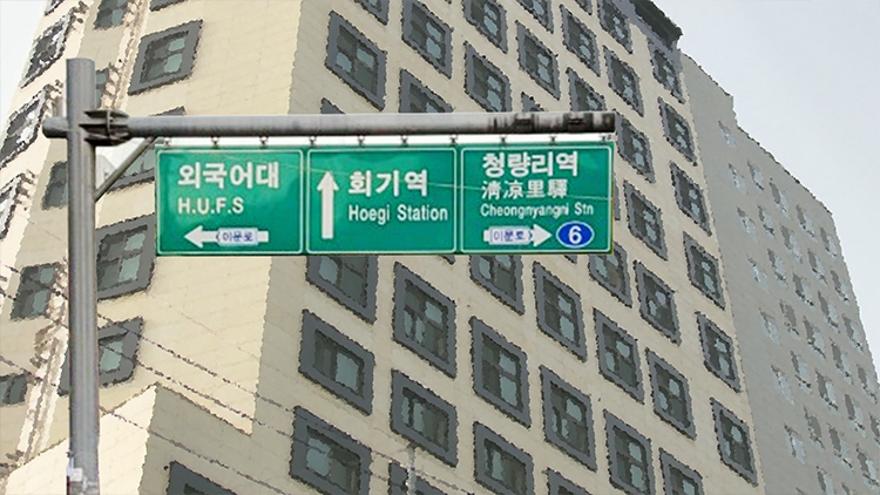 외국어대
H.U.F.S
이문로
회기역
Hoegi Station
청량리역
淸凉里驛
Cheongnyangni Stn
이문로
6